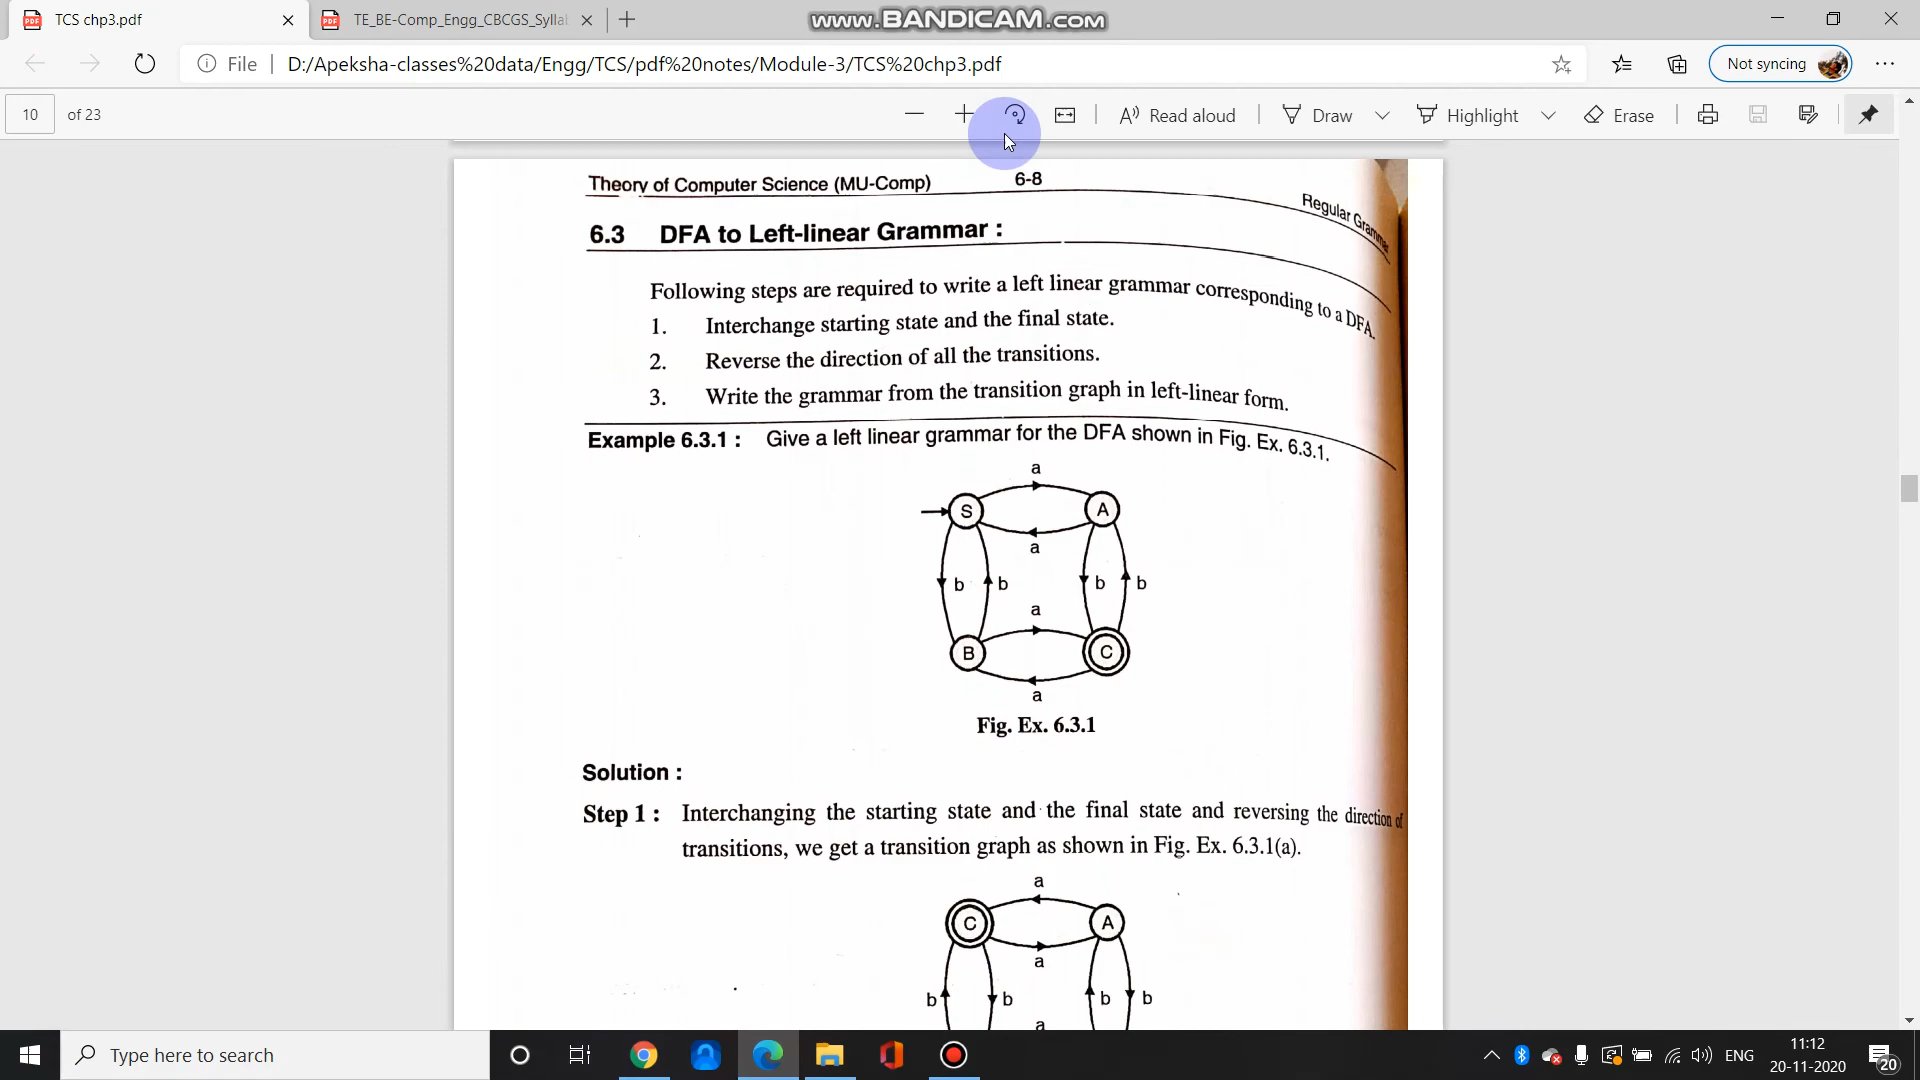 TCS chp3.pdf
TE_BE-Comp_Engg_CBCGS_Sylla
www.BANDICAM.com
File
D:/Apeksha-classes%20data/Engg/TCS/pdf%20notes/Module-3/TCS%20chp3.pdf
Not syncing
10 of 23
Read aloud
Draw
Highlight
Erase
Theory of Computer Science (MU-Comp)
6-8
Regular Grammar
6.3 DFA to Left-linear Grammar :
Following steps are required to write a left linear grammar corresponding to a DFA.
1. Interchange starting state and the final state.
2. Reverse the direction of all the transitions.
3. Write the grammar from the transition graph in left-linear form.
Example 6.3.1 : Give a left linear grammar for the DFA shown in Fig. Ex. 6.3.1.
a
S A
a
b b b b
a
B C
a
Fig. Ex. 6.3.1
Solution :
Step 1 : Interchanging the starting state and the final state and reversing the direction of
transitions, we get a transition graph as shown in Fig. Ex. 6.3.1(a).
a
C A
a
b b b b
a
Type here to search
ENG
11:12
20-11-2020
20